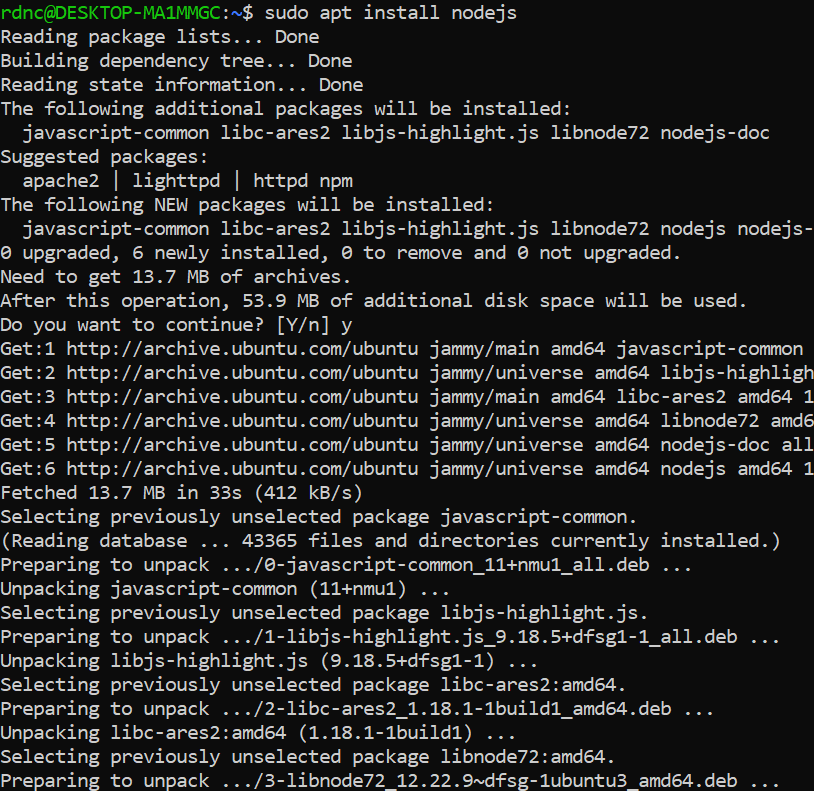 rdnc@DESKTOP-MA1MMGC:~$ sudo apt install nodejs
Reading package lists... Done
Building dependency tree... Done
Reading state information... Done
The following additional packages will be installed:
  javascript-common libc-ares2 libjs-highlight.js libnode72 nodejs-doc
Suggested packages:
  apache2 | lighttpd | httpd npm
The following NEW packages will be installed:
  javascript-common libc-ares2 libjs-highlight.js libnode72 nodejs nodejs-
0 upgraded, 6 newly installed, 0 to remove and 0 not upgraded.
Need to get 13.7 MB of archives.
After this operation, 53.9 MB of additional disk space will be used.
Do you want to continue? [Y/n] y
Get:1 http://archive.ubuntu.com/ubuntu jammy/main amd64 javascript-common
Get:2 http://archive.ubuntu.com/ubuntu jammy/universe amd64 libjs-highligh
Get:3 http://archive.ubuntu.com/ubuntu jammy/main amd64 libc-ares2 amd64 1
Get:4 http://archive.ubuntu.com/ubuntu jammy/universe amd64 libnode72 amd6
Get:5 http://archive.ubuntu.com/ubuntu jammy/universe amd64 nodejs-doc all
Get:6 http://archive.ubuntu.com/ubuntu jammy/universe amd64 nodejs amd64 1
Fetched 13.7 MB in 33s (412 kB/s)
Selecting previously unselected package javascript-common.
(Reading database ... 43365 files and directories currently installed.)
Preparing to unpack .../0-javascript-common_11+nmu1_all.deb ...
Unpacking javascript-common (11+nmu1) ...
Selecting previously unselected package libjs-highlight.js.
Preparing to unpack .../1-libjs-highlight.js_9.18.5+dfsg1-1_all.deb ...
Unpacking libjs-highlight.js (9.18.5+dfsg1-1) ...
Selecting previously unselected package libc-ares2:amd64.
Preparing to unpack .../2-libc-ares2_1.18.1-1build1_amd64.deb ...
Unpacking libc-ares2:amd64 (1.18.1-1build1) ...
Selecting previously unselected package libnode72:amd64.
Preparing to unpack .../3-libnode72_12.22.9~dfsg-1ubuntu3_amd64.deb ...